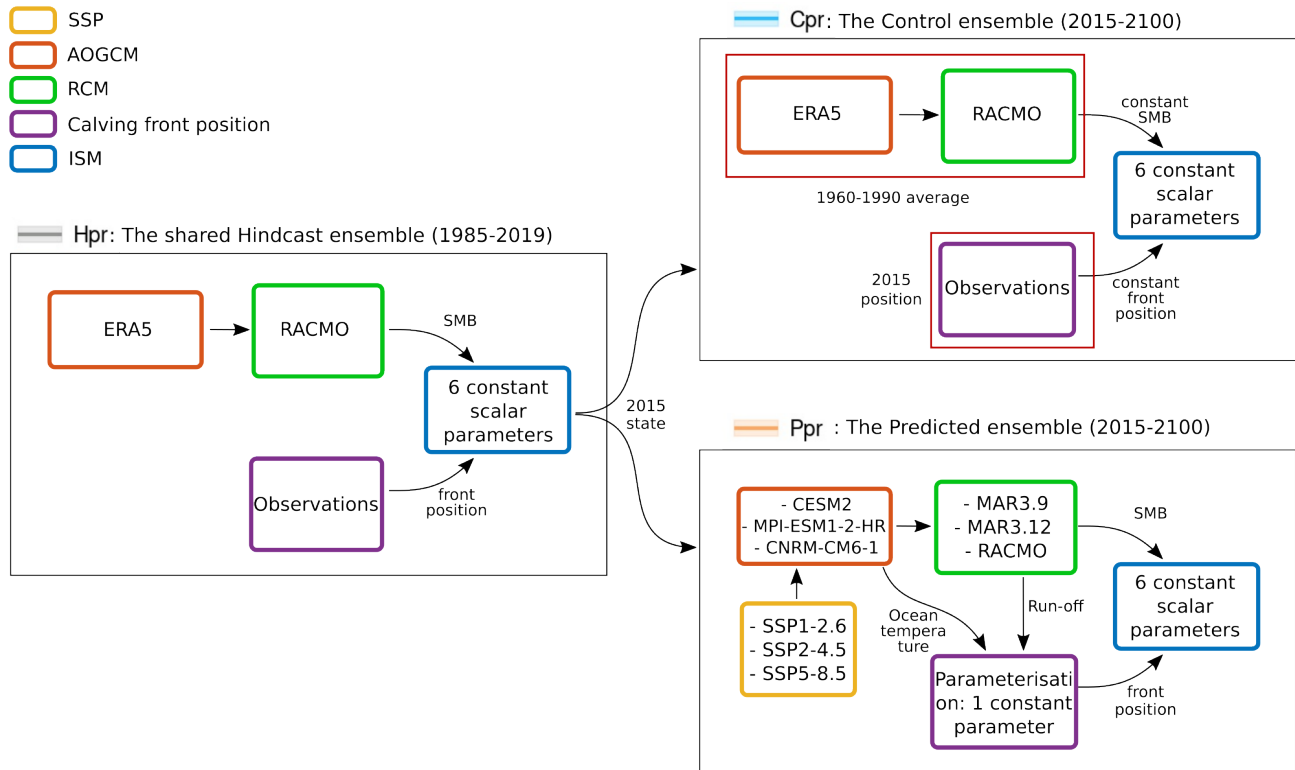 SSP
AOGCM
RCM
Calving front position
ISM
Hpr: The shared Hindcast ensemble (1985-2019)
ERA5
RACMO
SMB
6 constant
scalar
parameters
Observations
front
position
2015
state
Cpr: The Control ensemble (2015-2100)
ERA5
RACMO
constant
SMB
1960-1990 average
6 constant
scalar
parameters
2015
position
Observations
constant
front
position
Ppr : The Predicted ensemble (2015-2100)
- CESM2
- MPI-ESM1-2-HR
- CNRM-CM6-1
- MAR3.9
- MAR3.12
- RACMO
SMB
6 constant
scalar
parameters
- SSP1-2.6
- SSP2-4.5
- SSP5-8.5
Ocean
tempera
ture
Run-off
Parameterisati
on: 1 constant
parameter
front
position